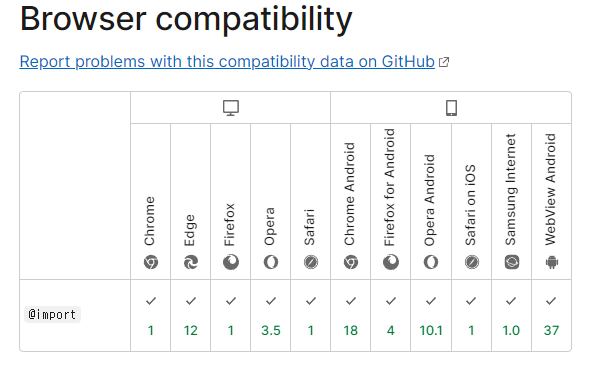 Browser compatibility
Report problems with this compatibility data on GitHub
Chrome
Edge
Firefox
Opera
Safari
Chrome Android
Firefox for Android
Opera Android
Safari on iOS
Samsung Internet
WebView Android
@import
1 12 1 3.5 1 18 4 10.1 1 1.0 37